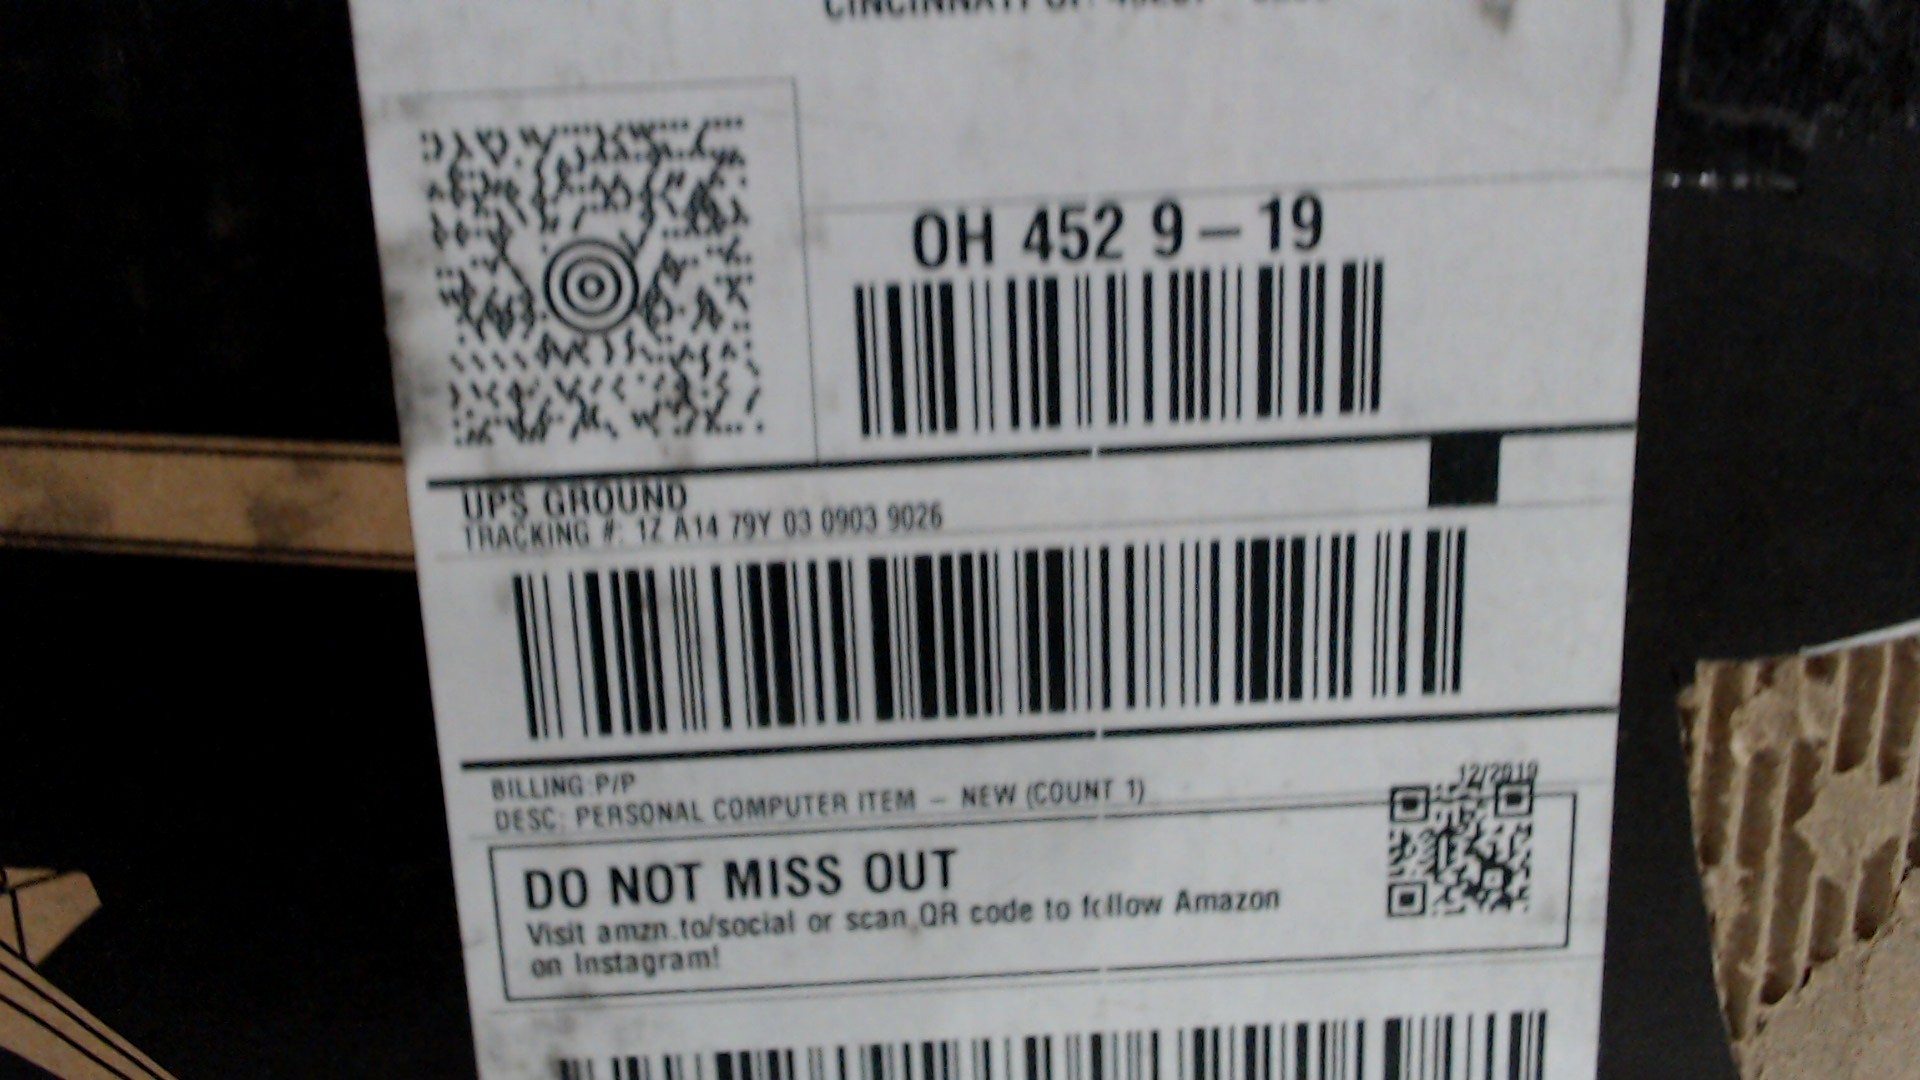 OH 452 9-19
UPS GROUND
TRACKING #: 1Z A14 79Y 03 0903 9026
BILLING: P/P
DESC: PERSONAL COMPUTER ITEM - NEW (COUNT 1)
12/2019
DO NOT MISS OUT
Visit amzn.to/social or scan QR code to follow Amazon
on Instagram!